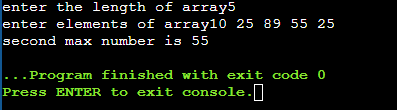 enter the length of array5
enter elements of array10 25 89 55 25
second max number is 55
...Program finished with exit code 0
Press ENTER to exit console.